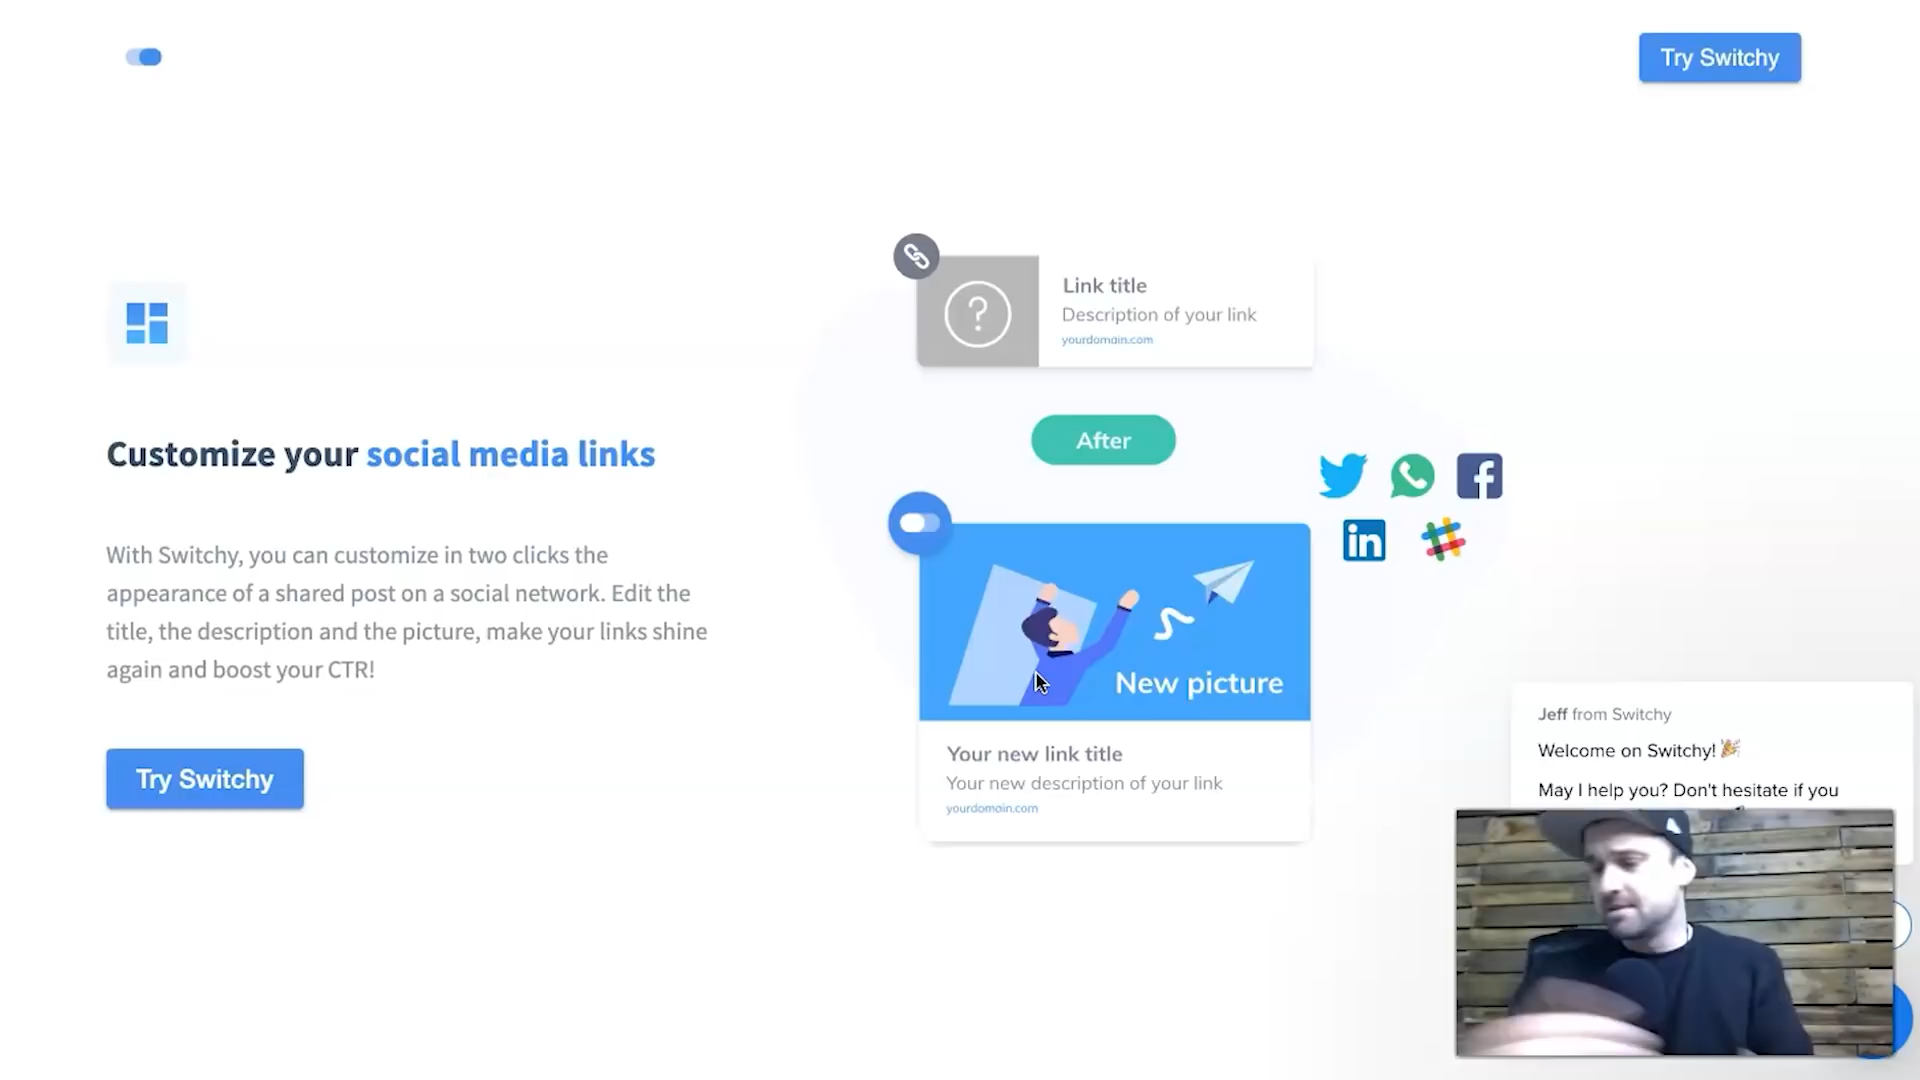 Try Switchy
Link title
Description of your link
yourdomain.com
After
Customize your social media links
With Switchy, you can customize in two clicks the
appearance of a shared post on a social network. Edit the
title, the description and the picture, make your links shine
again and boost your CTR!
Try Switchy
New picture
Your new link title
Your new description of your link
yourdomain.com
Jeff from Switchy
Welcome on Switchy! 🎉
May I help you? Don't hesitate if you